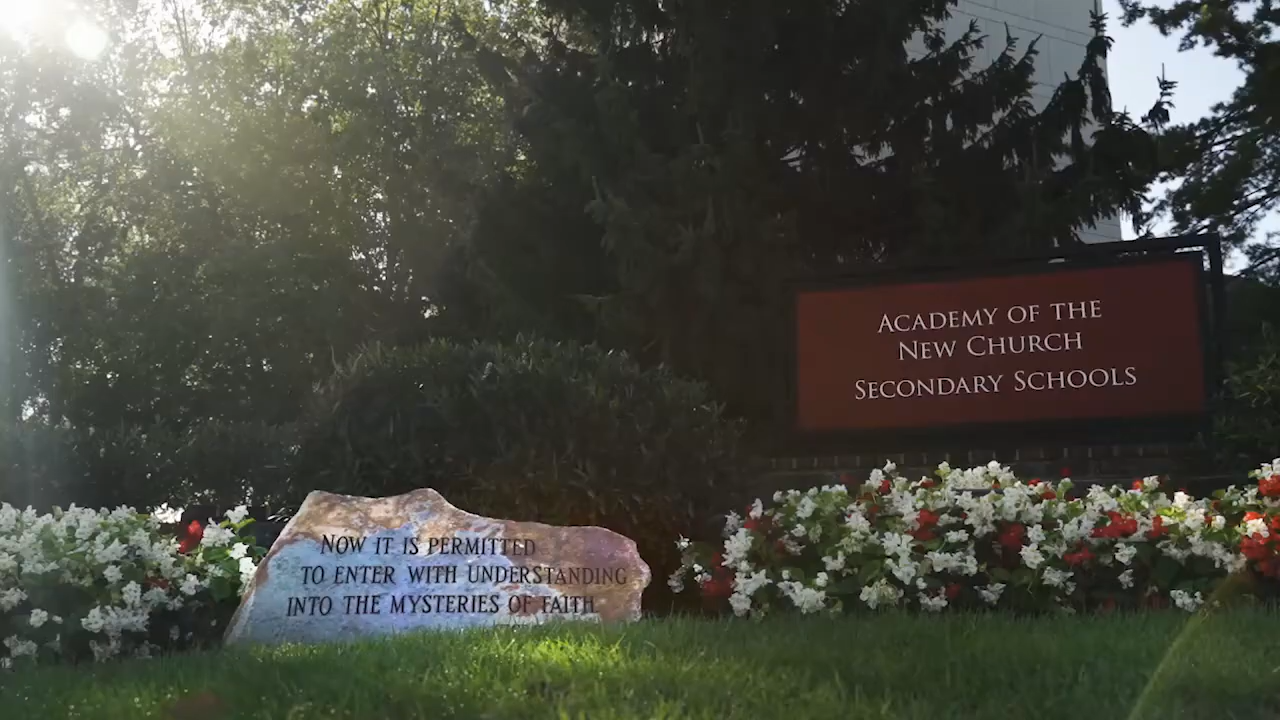 ACADEMY OF THE
NEW CHURCH
SECONDARY SCHOOLS
NOW IT IS PERMITTED
TO ENTER WITH UNDERSTANDING
INTO THE MYSTERIES OF FAITH